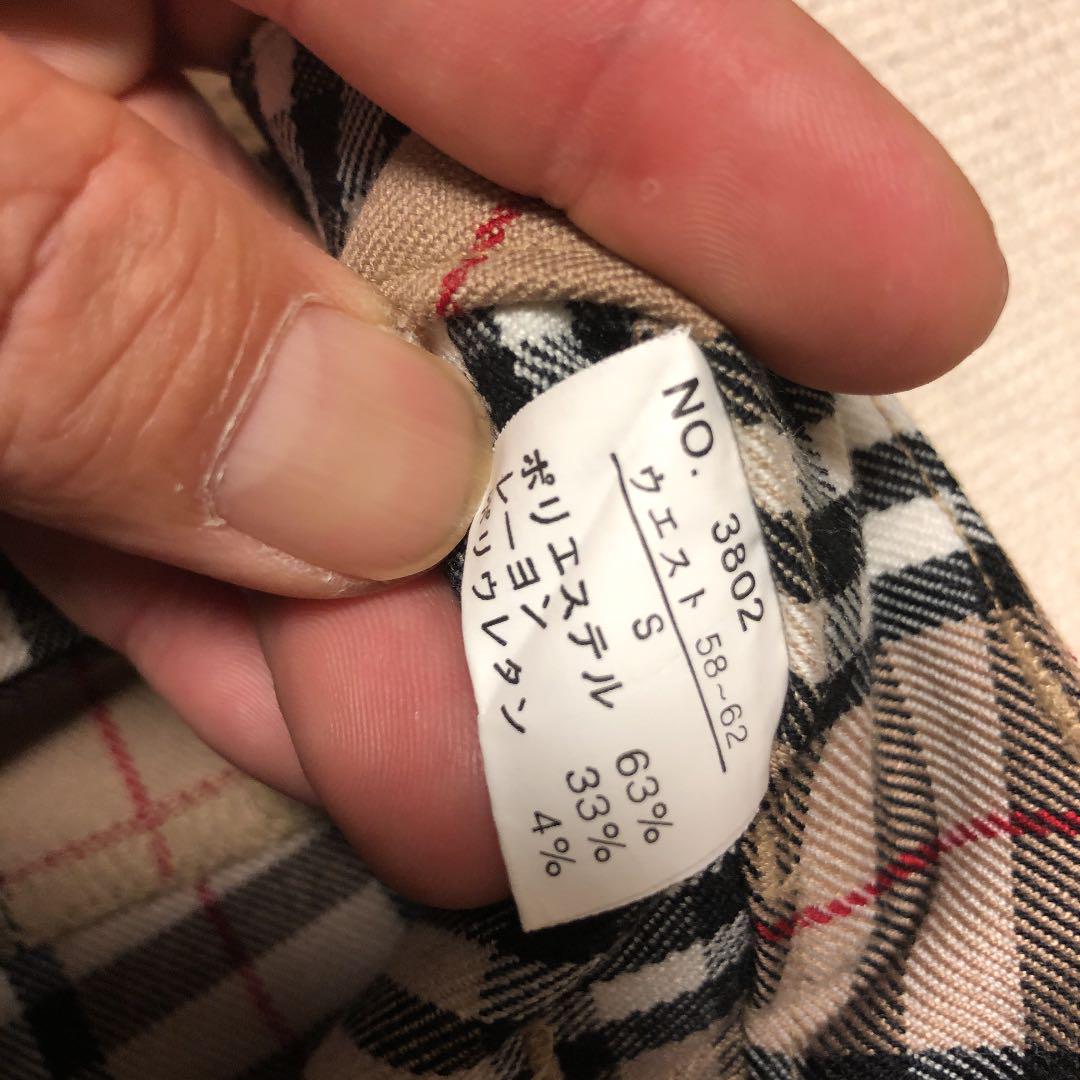 NO. 3802
ウエスト 58~62
S
ポリエステル 63%
レーヨン 33%
ポリウレタン 4%